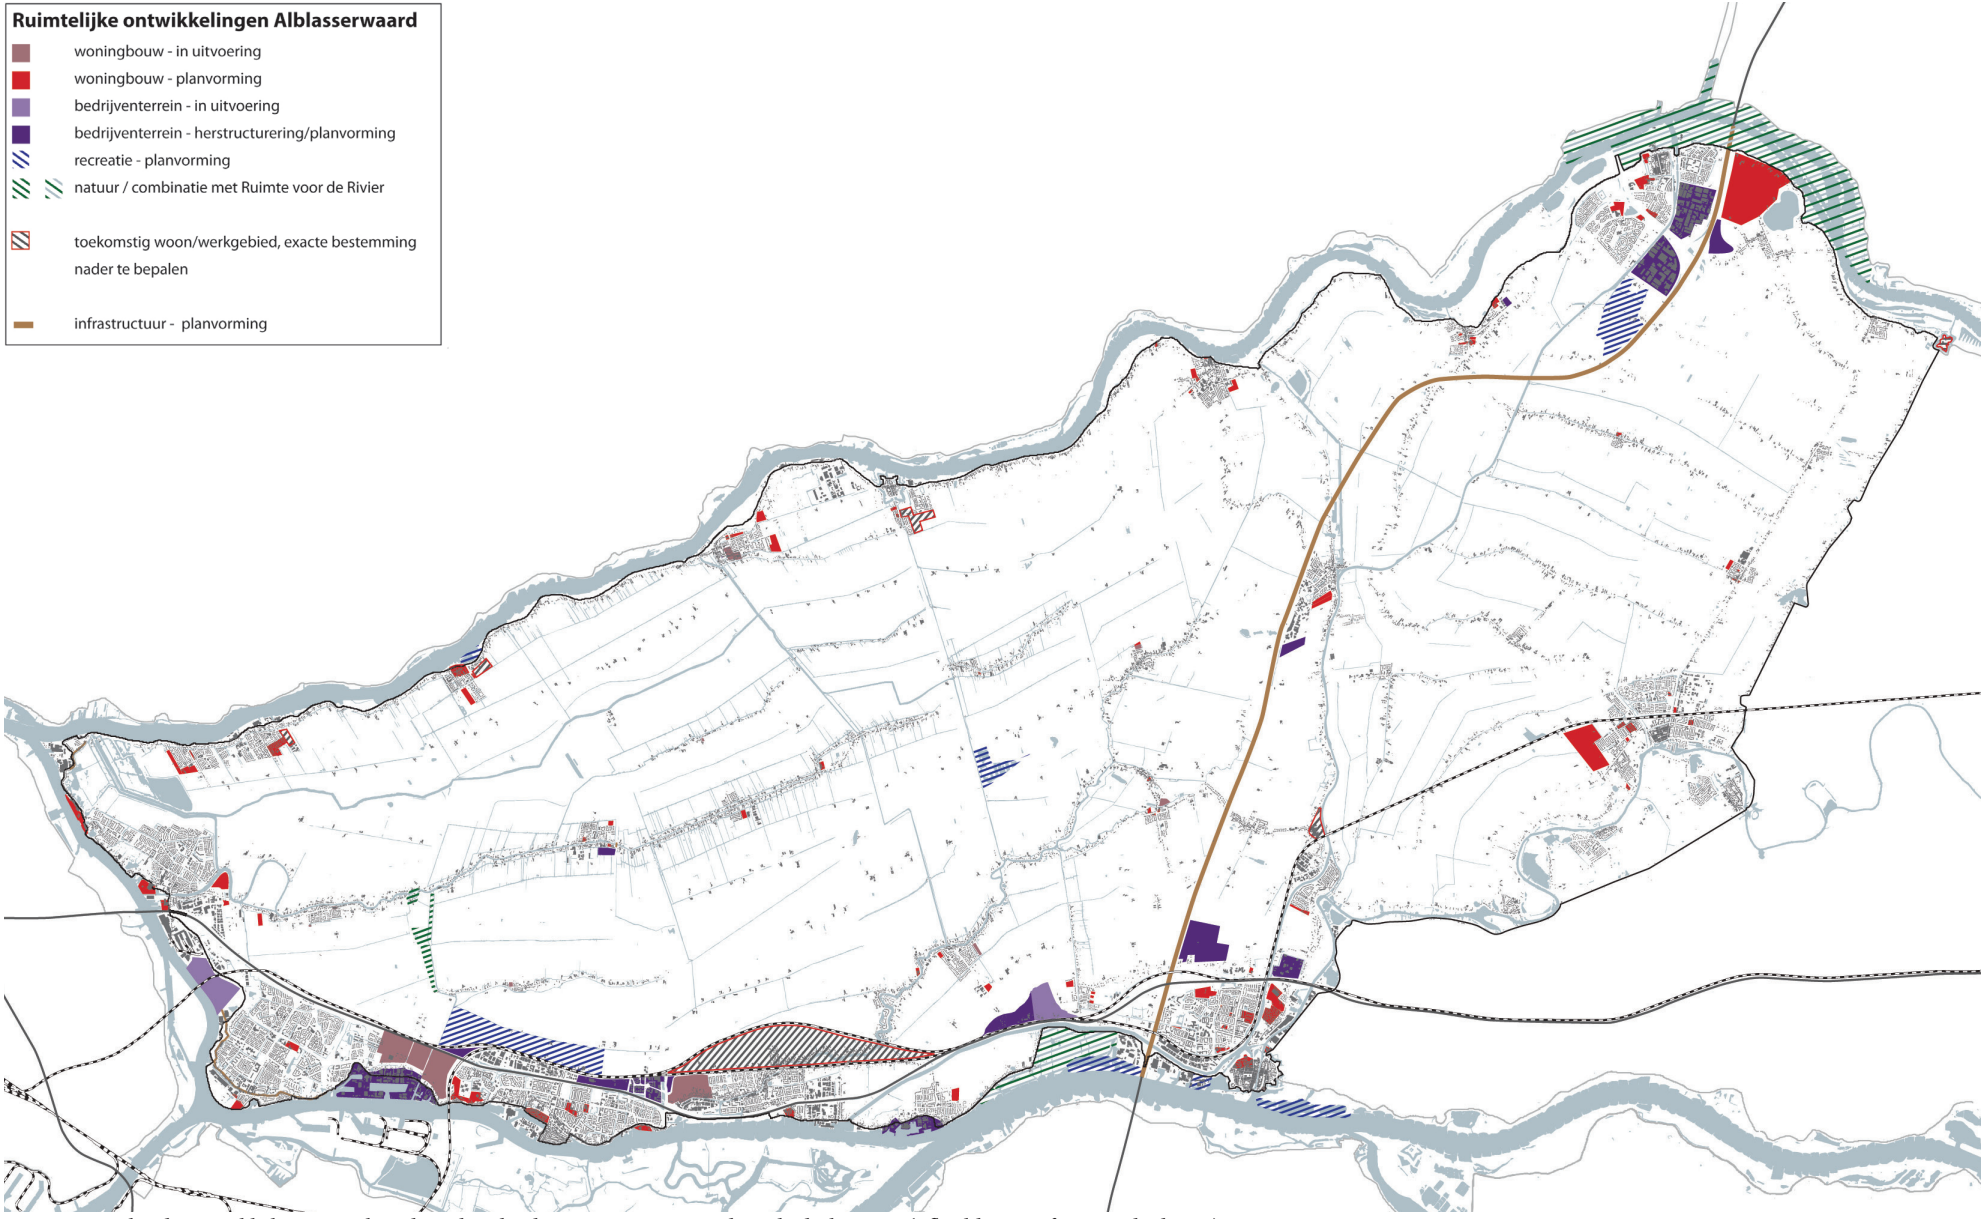 Ruimtelijke ontwikkelingen Alblasserwaard
woningbouw - in uitvoering
woningbouw - planvorming
bedrijventerrein - in uitvoering
bedrijventerrein - herstructurering/planvorming
recreatie - planvorming
natuur / combinatie met Ruimte voor de Rivier
toekomstig woon/werkgebied, exacte bestemming
nader te bepalen
infrastructuur - planvorming